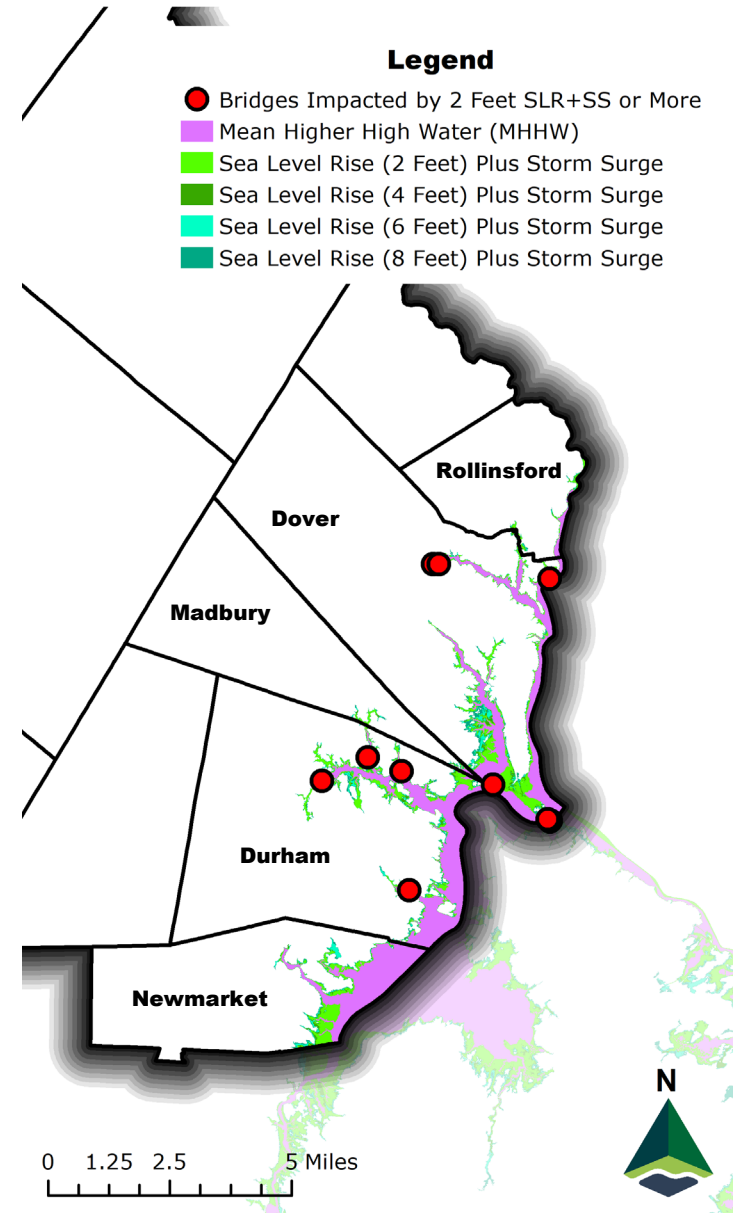 Legend
Bridges Impacted by 2 Feet SLR+SS or More
Mean Higher High Water (MHHW)
Sea Level Rise (2 Feet) Plus Storm Surge
Sea Level Rise (4 Feet) Plus Storm Surge
Sea Level Rise (6 Feet) Plus Storm Surge
Sea Level Rise (8 Feet) Plus Storm Surge
Rollinsford
Dover
Madbury
Durham
Newmarket
N
0 1.25 2.5 5 Miles